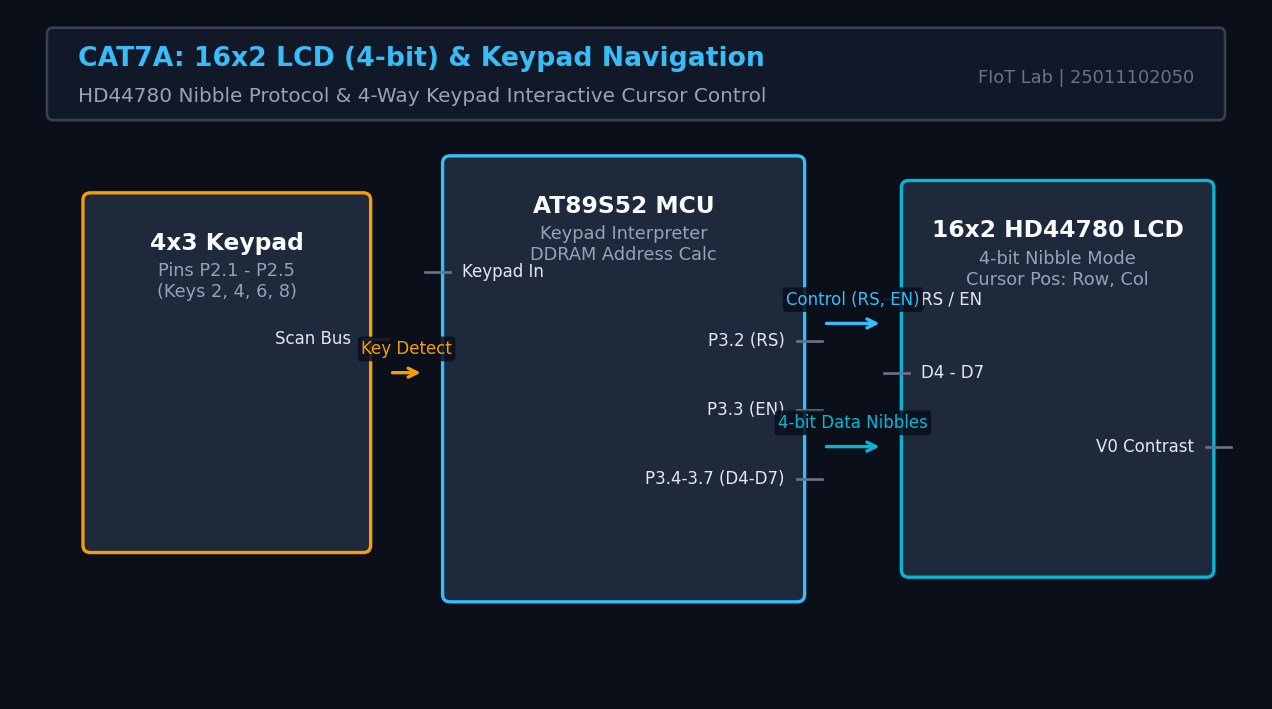 CAT7A: 16x2 LCD (4-bit) & Keypad Navigation
HD44780 Nibble Protocol & 4-Way Keypad Interactive Cursor Control
FIoT Lab | 25011102050
4x3 Keypad
Pins P2.1 - P2.5
(Keys 2, 4, 6, 8)
Scan Bus
Key Detect
AT89S52 MCU
Keypad Interpreter
DDRAM Address Calc
Keypad In
P3.2 (RS)
P3.3 (EN)
P3.4-3.7 (D4-D7)
Control (RS, EN)
4-bit Data Nibbles
16x2 HD44780 LCD
4-bit Nibble Mode
Cursor Pos: Row, Col
RS / EN
D4 - D7
V0 Contrast